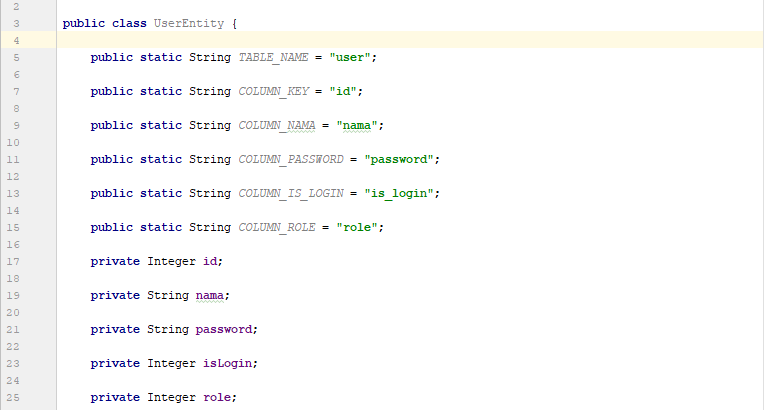 2
3 public class UserEntity {
4
5 public static String TABLE_NAME = "user";
6
7 public static String COLUMN_KEY = "id";
8
9 public static String COLUMN_NAMA = "nama";
10
11 public static String COLUMN_PASSWORD = "password";
12
13 public static String COLUMN_IS_LOGIN = "is_login";
14
15 public static String COLUMN_ROLE = "role";
16
17 private Integer id;
18
19 private String nama;
20
21 private String password;
22
23 private Integer isLogin;
24
25 private Integer role;